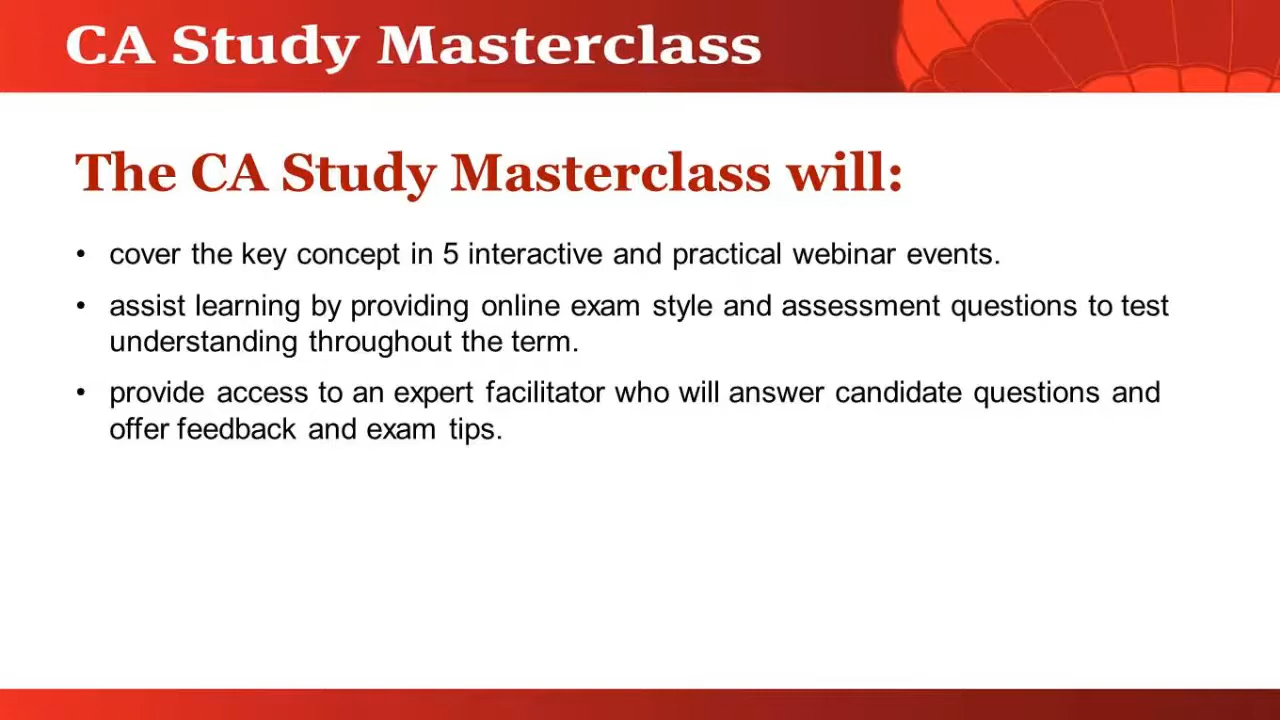 CA Study Masterclass
The CA Study Masterclass will:
• cover the key concept in 5 interactive and practical webinar events.
• assist learning by providing online exam style and assessment questions to test
understanding throughout the term.
• provide access to an expert facilitator who will answer candidate questions and
offer feedback and exam tips.